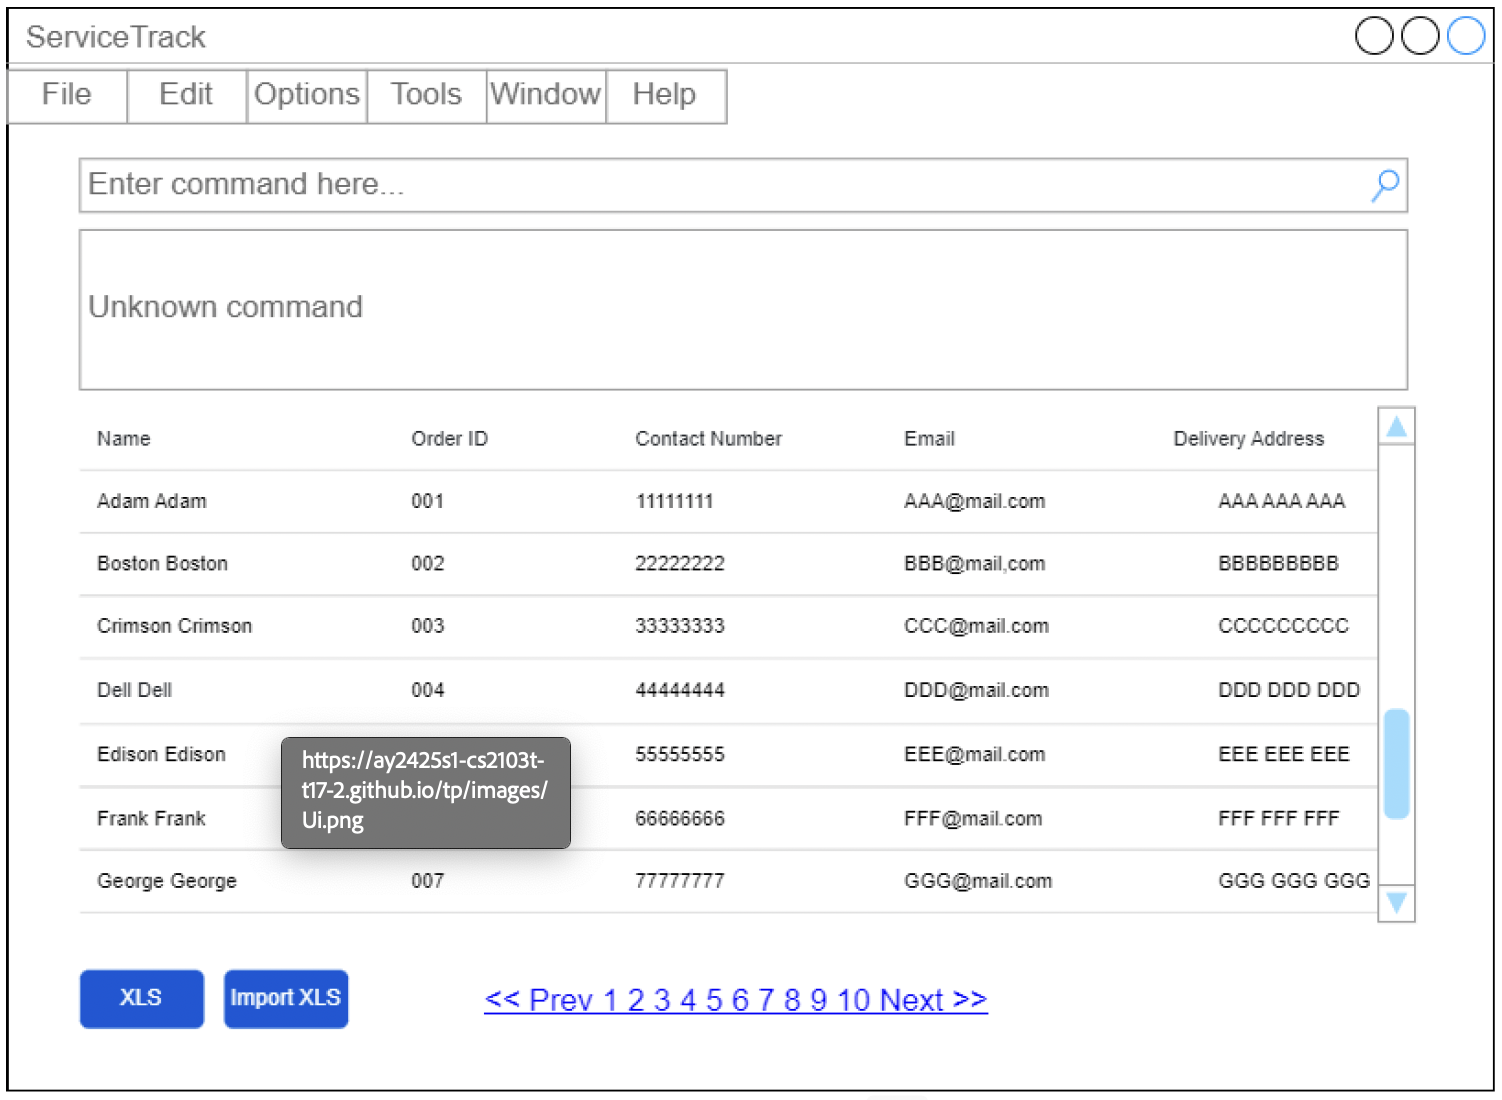 ServiceTrack
File Edit Options Tools Window Help
Enter command here...
Unknown command
Name Order ID Contact Number Email Delivery Address
Adam Adam 001 11111111 AAA@mail.com AAA AAA AAA
Boston Boston 002 22222222 BBB@mail,com BBBBBBBBB
Crimson Crimson 003 33333333 CCC@mail.com CCCCCCCCC
Dell Dell 004 44444444 DDD@mail.com DDD DDD DDD
Edison Edison 55555555 EEE@mail.com EEE EEE EEE
https://ay2425s1-cs2103t-
t17-2.github.io/tp/images/
Ui.png
Frank Frank 66666666 FFF@mail.com FFF FFF FFF
George George 007 77777777 GGG@mail.com GGG GGG GGG
XLS Import XLS << Prev 1 2 3 4 5 6 7 8 9 10 Next >>